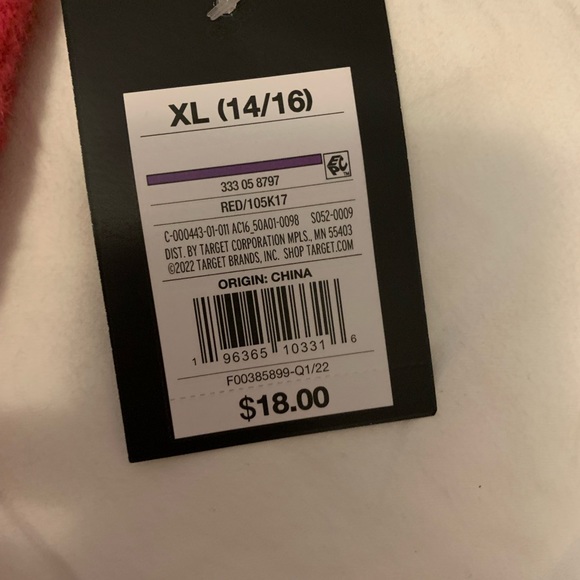 XL (14/16)
EC™
333 05 8797
RED/105K17
C-000443-01-011 AC16_50A01-0098 S052-0009
DIST. BY TARGET CORPORATION MPLS., MN 55403
©2022 TARGET BRANDS, INC. SHOP TARGET.COM
ORIGIN: CHINA
1 96365 10331 6
F00385899-Q1/22
$18.00